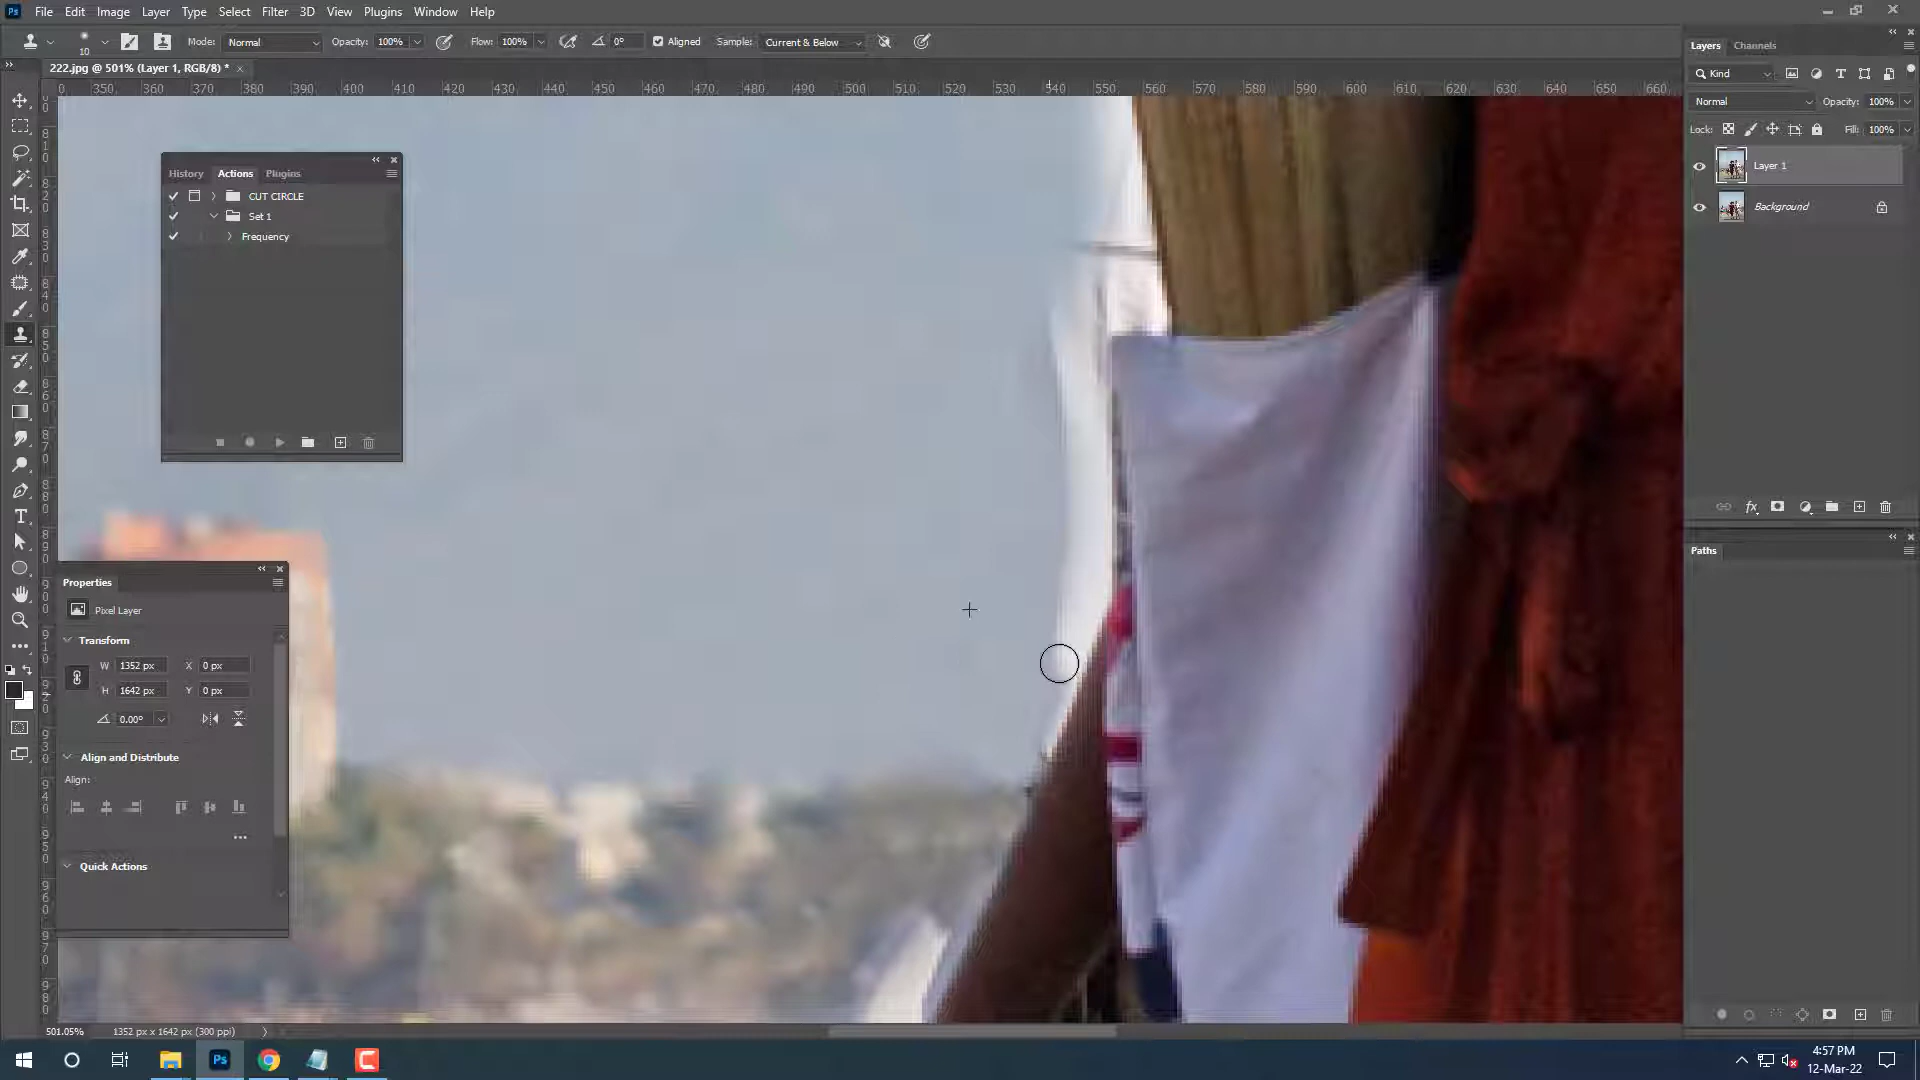 Ps File Edit Image Layer Type Select Filter 3D View Plugins Window Help
10 Mode: Normal Opacity: 100% Flow: 100% 0° Aligned Sample: Current & Below
222.jpg @ 501% (Layer 1, RGB/8) *
0 350 360 370 380 390 400 410 420 430 440 450 460 470 480 490 500 510 520 530 540 550 560 570 580 590 600 610 620 630 640 650 660
History Actions Plugins
CUT CIRCLE
Set 1
Frequency
Properties
Pixel Layer
Transform
W 1352 px X 0 px
H 1642 px Y 0 px
0.00°
Align and Distribute
Align:
Quick Actions
Layers Channels
Kind
Normal Opacity: 100%
Lock: Fill: 100%
Layer 1
Background
Paths
501.05% 1352 px x 1642 px (300 ppi)
Ps
4:57 PM
12-Mar-22